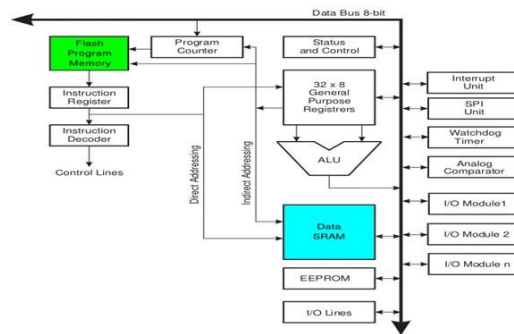 Data Bus 8-bit
Flash
Program
Memory
Program
Counter
Status
and Control
Instruction
Register
32 x 8
General
Purpose
Registrers
Interrupt
Unit
SPI
Unit
Instruction
Decoder
Watchdog
Timer
Direct Addressing
Indirect Addressing
ALU
Analog
Comparator
Control Lines
I/O Module1
Data
SRAM
I/O Module 2
I/O Module n
EEPROM
I/O Lines